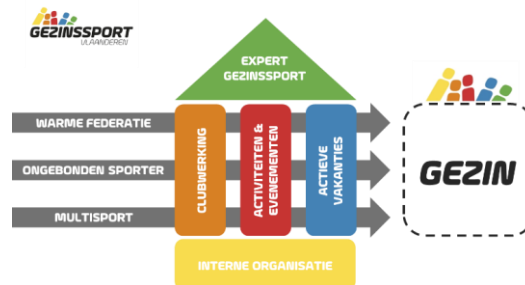 GEZINSSPORT
VLAANDEREN
EXPERT
GEZINSSPORT
WARME FEDERATIE
ONGEBONDEN SPORTER
MULTISPORT
CLUBWERKING
ACTIVITEITEN &
EVENEMENTEN
ACTIEVE
VAKANTIES
GEZIN
INTERNE ORGANISATIE